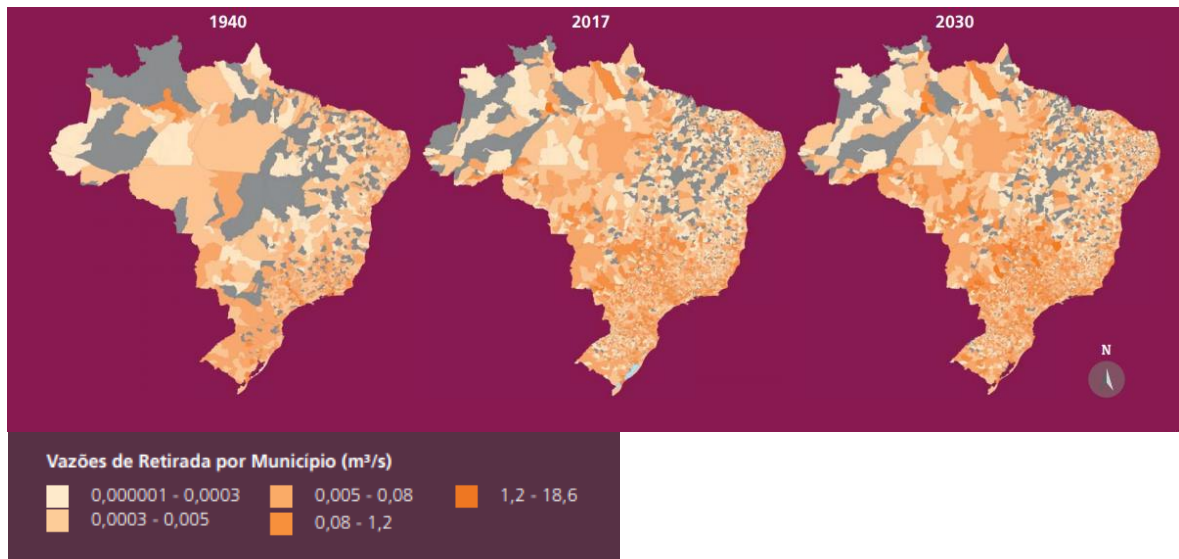 1940
2017
2030
N
Vazões de Retirada por Município (m³/s)
0,000001 - 0,0003
0,005 - 0,08
1,2 - 18,6
0,0003 - 0,005
0,08 - 1,2